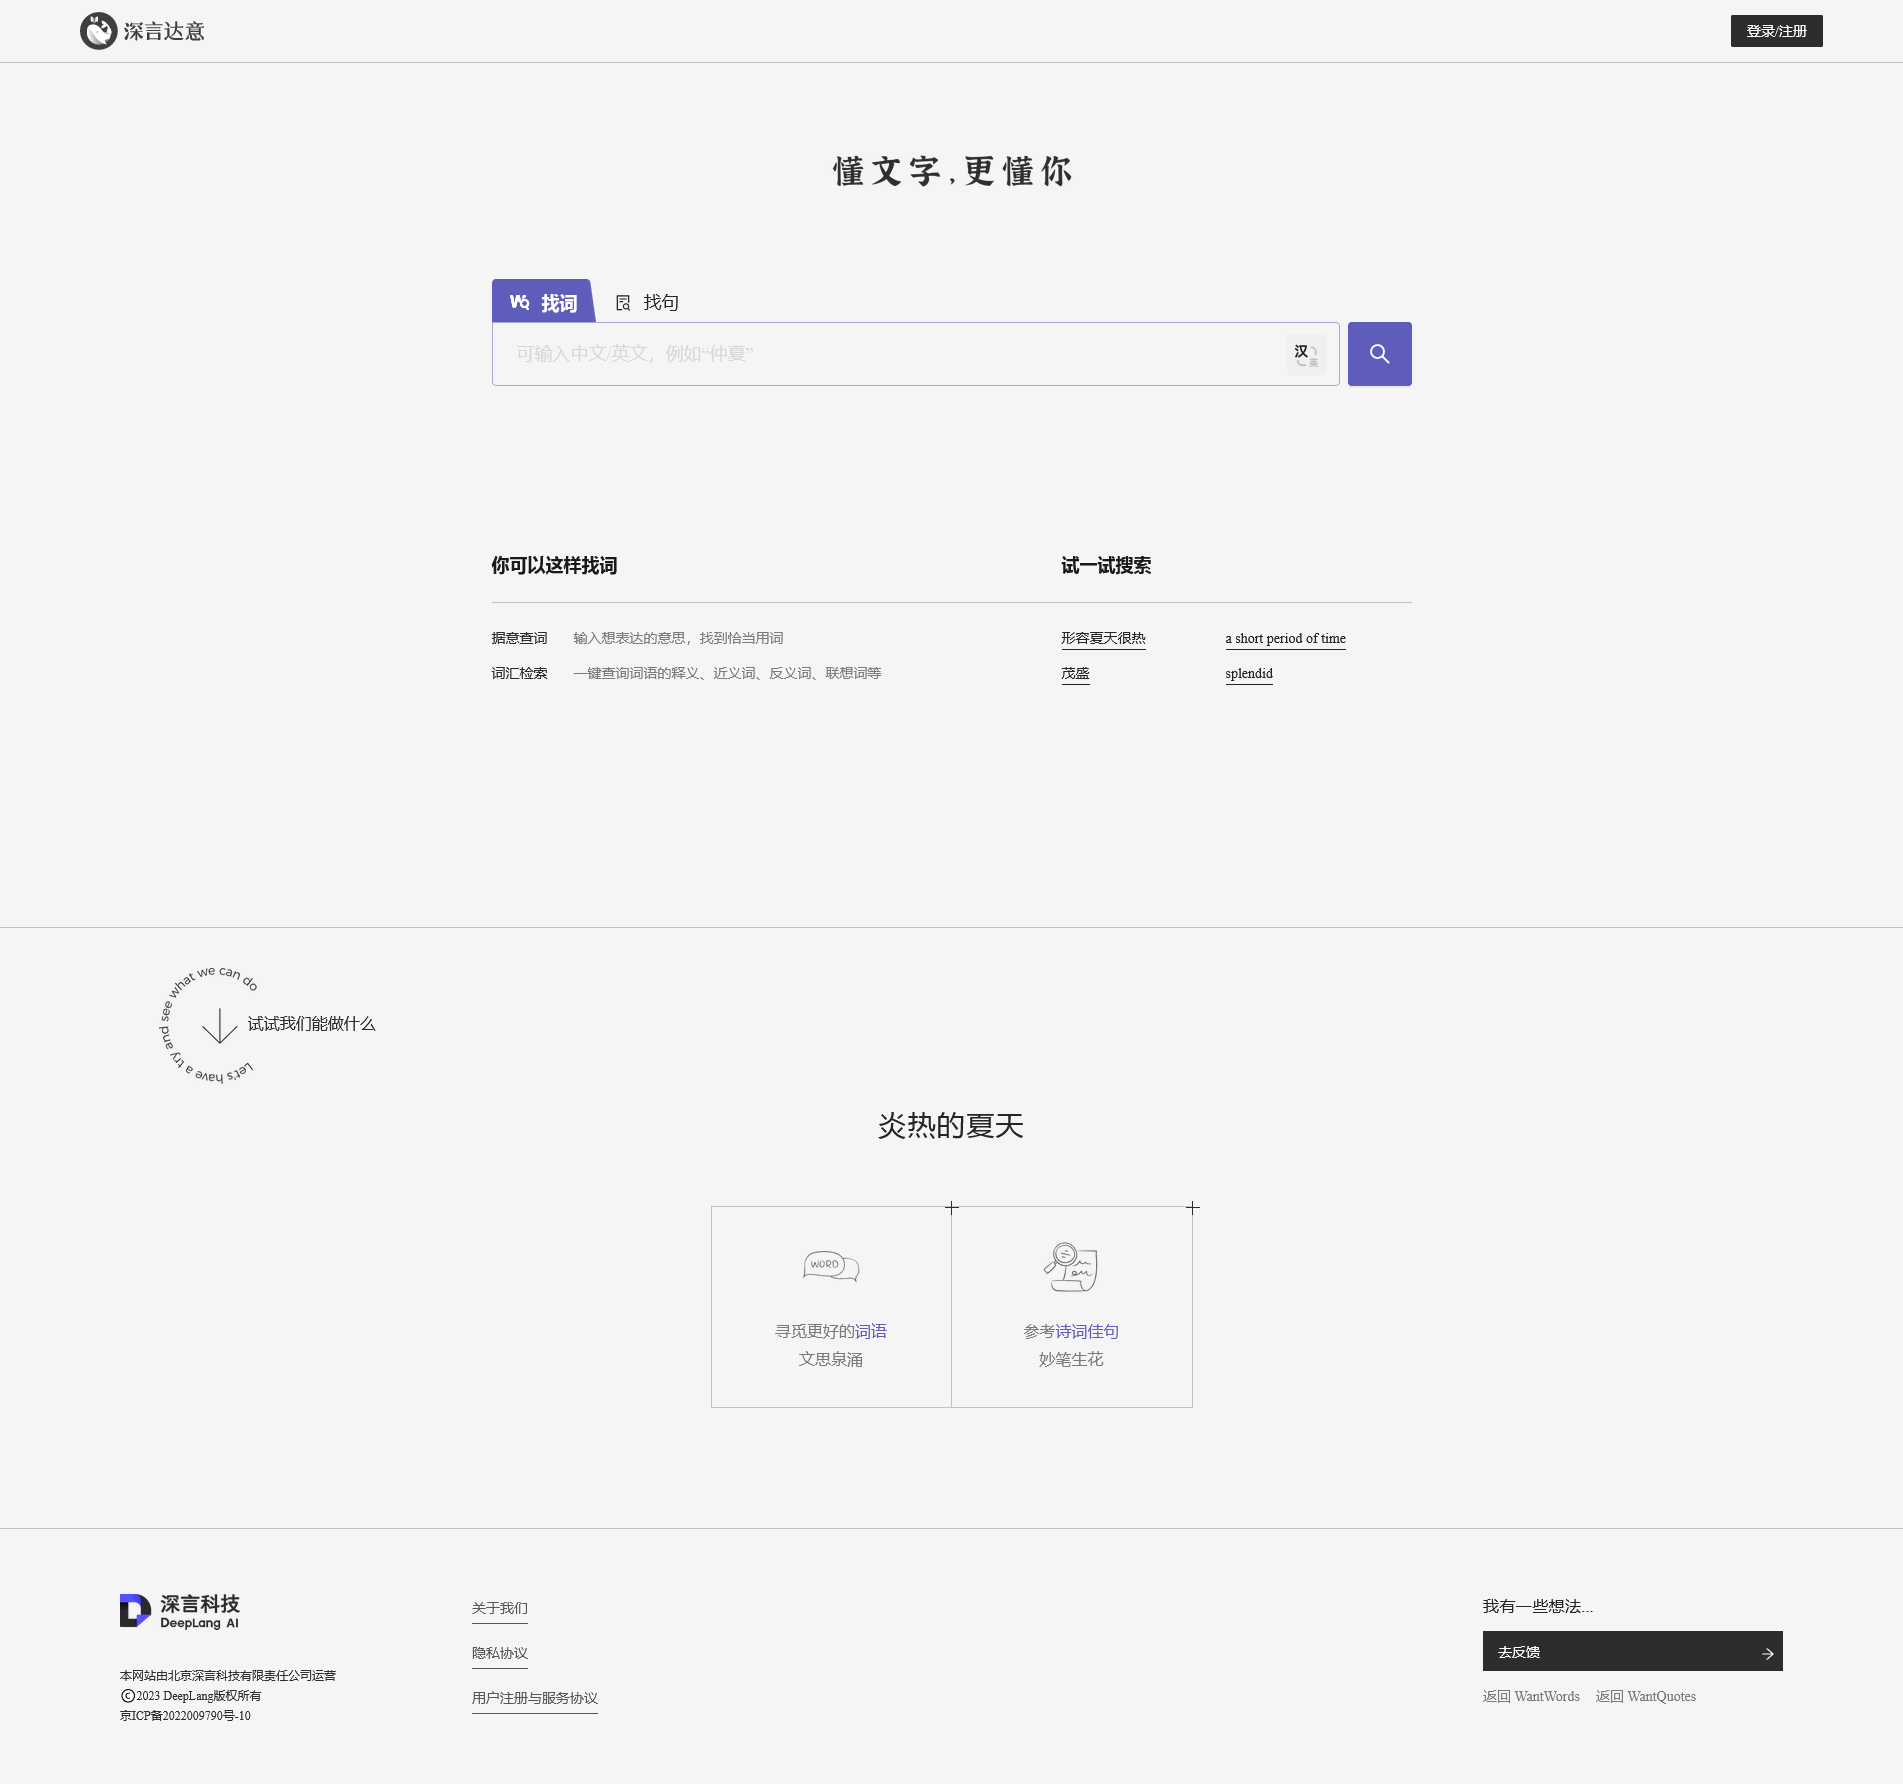 深言达意
登录/注册
懂文字,更懂你
找词
找句
可输入中文/英文，例如“仲夏”
汉
英
你可以这样找词
试一试搜索
据意查词 输入想表达的意思，找到恰当用词
形容夏天很热 a short period of time
词汇检索 一键查询词语的释义、近义词、反义词、联想词等
茂盛 splendid
Let's have a try and see what we can do
试试我们能做什么
炎热的夏天
WORD
寻觅更好的词语
文思泉涌
参考诗词佳句
妙笔生花
深言科技
DeepLang AI
本网站由北京深言科技有限责任公司运营
©2023 DeepLang版权所有
京ICP备2022009790号-10
关于我们
隐私协议
用户注册与服务协议
我有一些想法...
去反馈
返回 WantWords 返回 WantQuotes